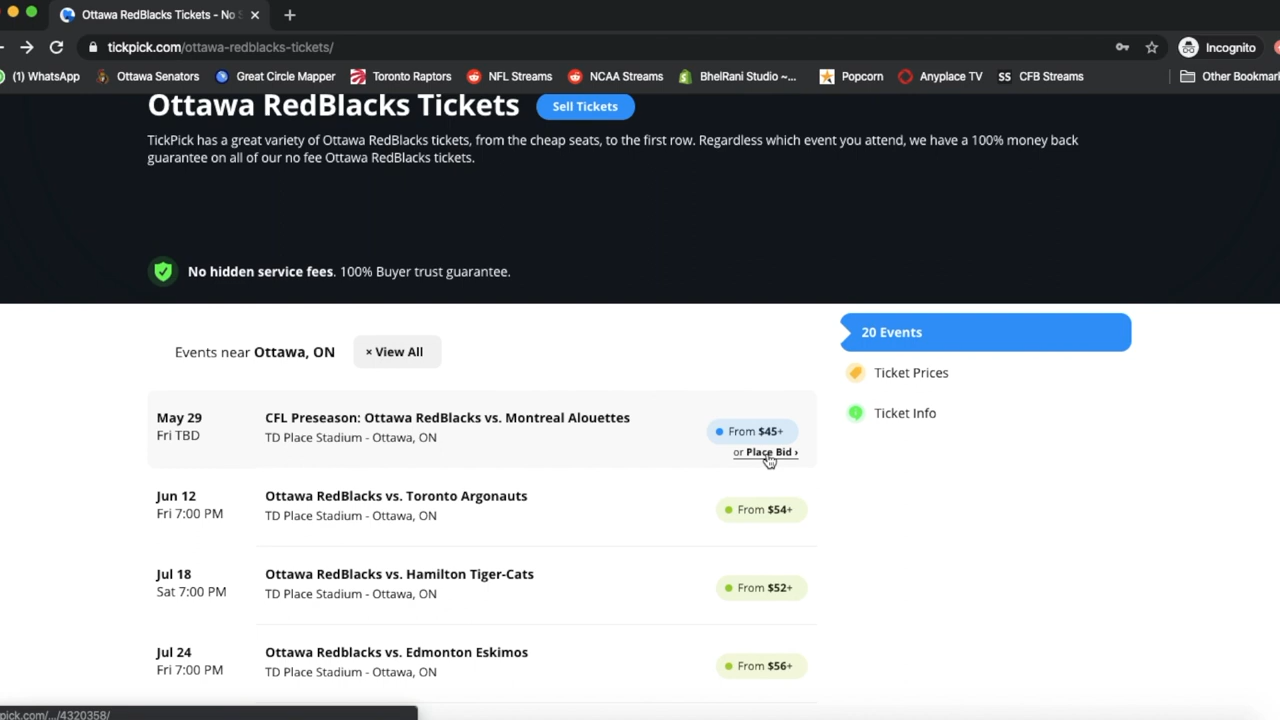 Ottawa RedBlacks Tickets - No
tickpick.com/ottawa-redblacks-tickets/
Incognito
(1) WhatsApp
Ottawa Senators
Great Circle Mapper
Toronto Raptors
NFL Streams
NCAA Streams
BhelRani Studio ~...
Popcorn
Anyplace TV
SS CFB Streams
Other Bookmar
Ottawa RedBlacks Tickets
Sell Tickets
TickPick has a great variety of Ottawa RedBlacks tickets, from the cheap seats, to the first row. Regardless which event you attend, we have a 100% money back
guarantee on all of our no fee Ottawa RedBlacks tickets.
No hidden service fees. 100% Buyer trust guarantee.
Events near Ottawa, ON
× View All
20 Events
Ticket Prices
Ticket Info
May 29
Fri TBD
CFL Preseason: Ottawa RedBlacks vs. Montreal Alouettes
TD Place Stadium - Ottawa, ON
From $45+
or Place Bid ›
Jun 12
Fri 7:00 PM
Ottawa RedBlacks vs. Toronto Argonauts
TD Place Stadium - Ottawa, ON
From $54+
Jul 18
Sat 7:00 PM
Ottawa RedBlacks vs. Hamilton Tiger-Cats
TD Place Stadium - Ottawa, ON
From $52+
Jul 24
Fri 7:00 PM
Ottawa Redblacks vs. Edmonton Eskimos
TD Place Stadium - Ottawa, ON
From $56+
pick.com/.../4320358/